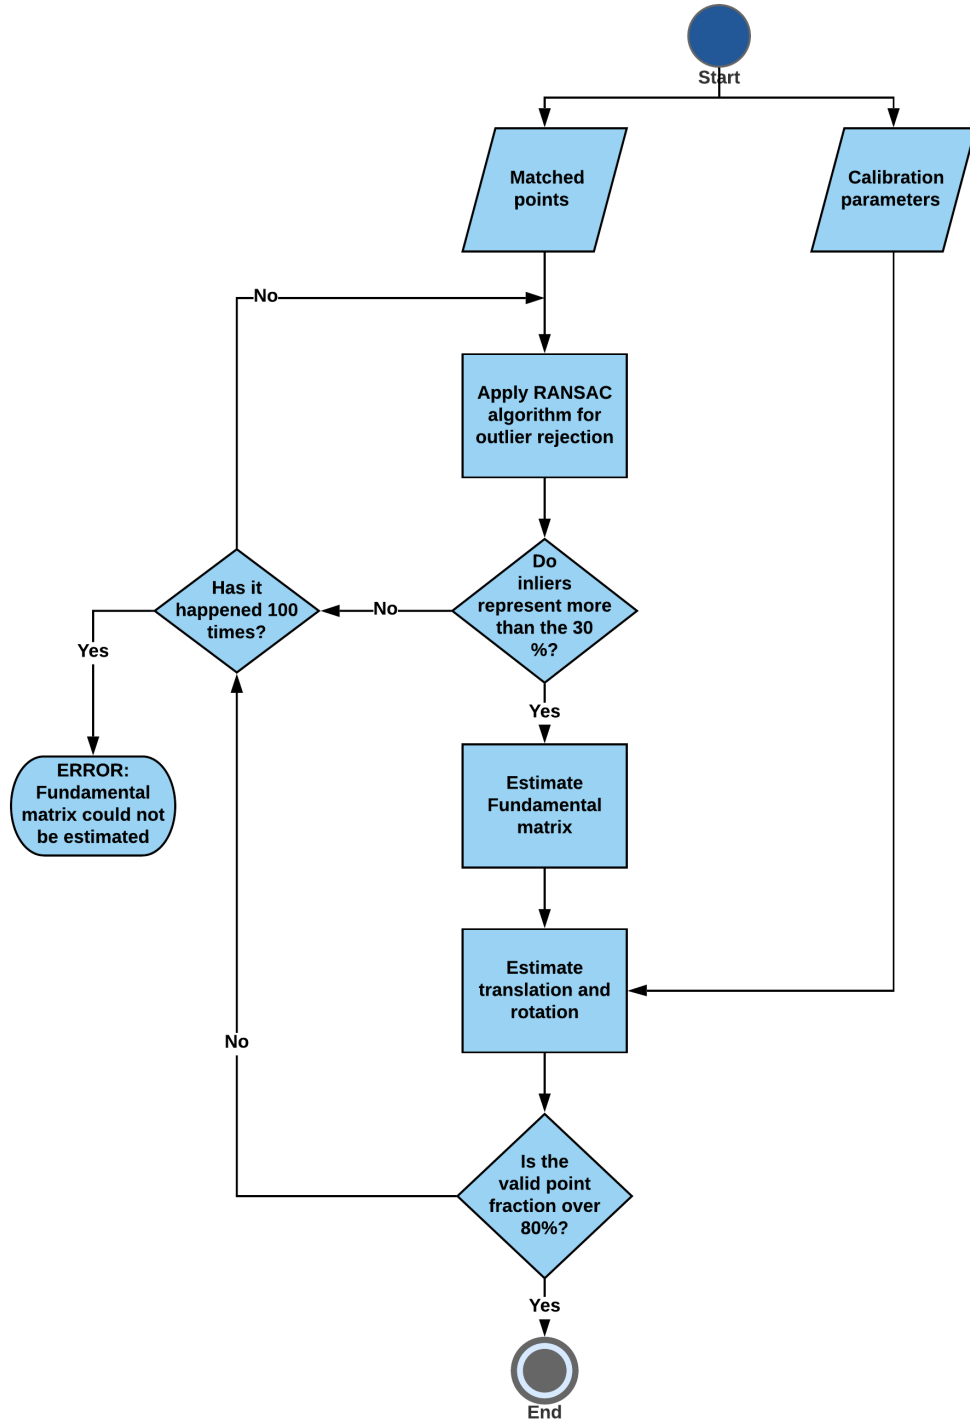 Start
Matched
points
Calibration
parameters
No
Apply RANSAC
algorithm for
outlier rejection
Do
inliers
represent more
than the 30
%?
No
Has it
happened 100
times?
Yes
ERROR:
Fundamental
matrix could not
be estimated
Yes
Estimate
Fundamental
matrix
Estimate
translation and
rotation
No
Is the
valid point
fraction over
80%?
Yes
End